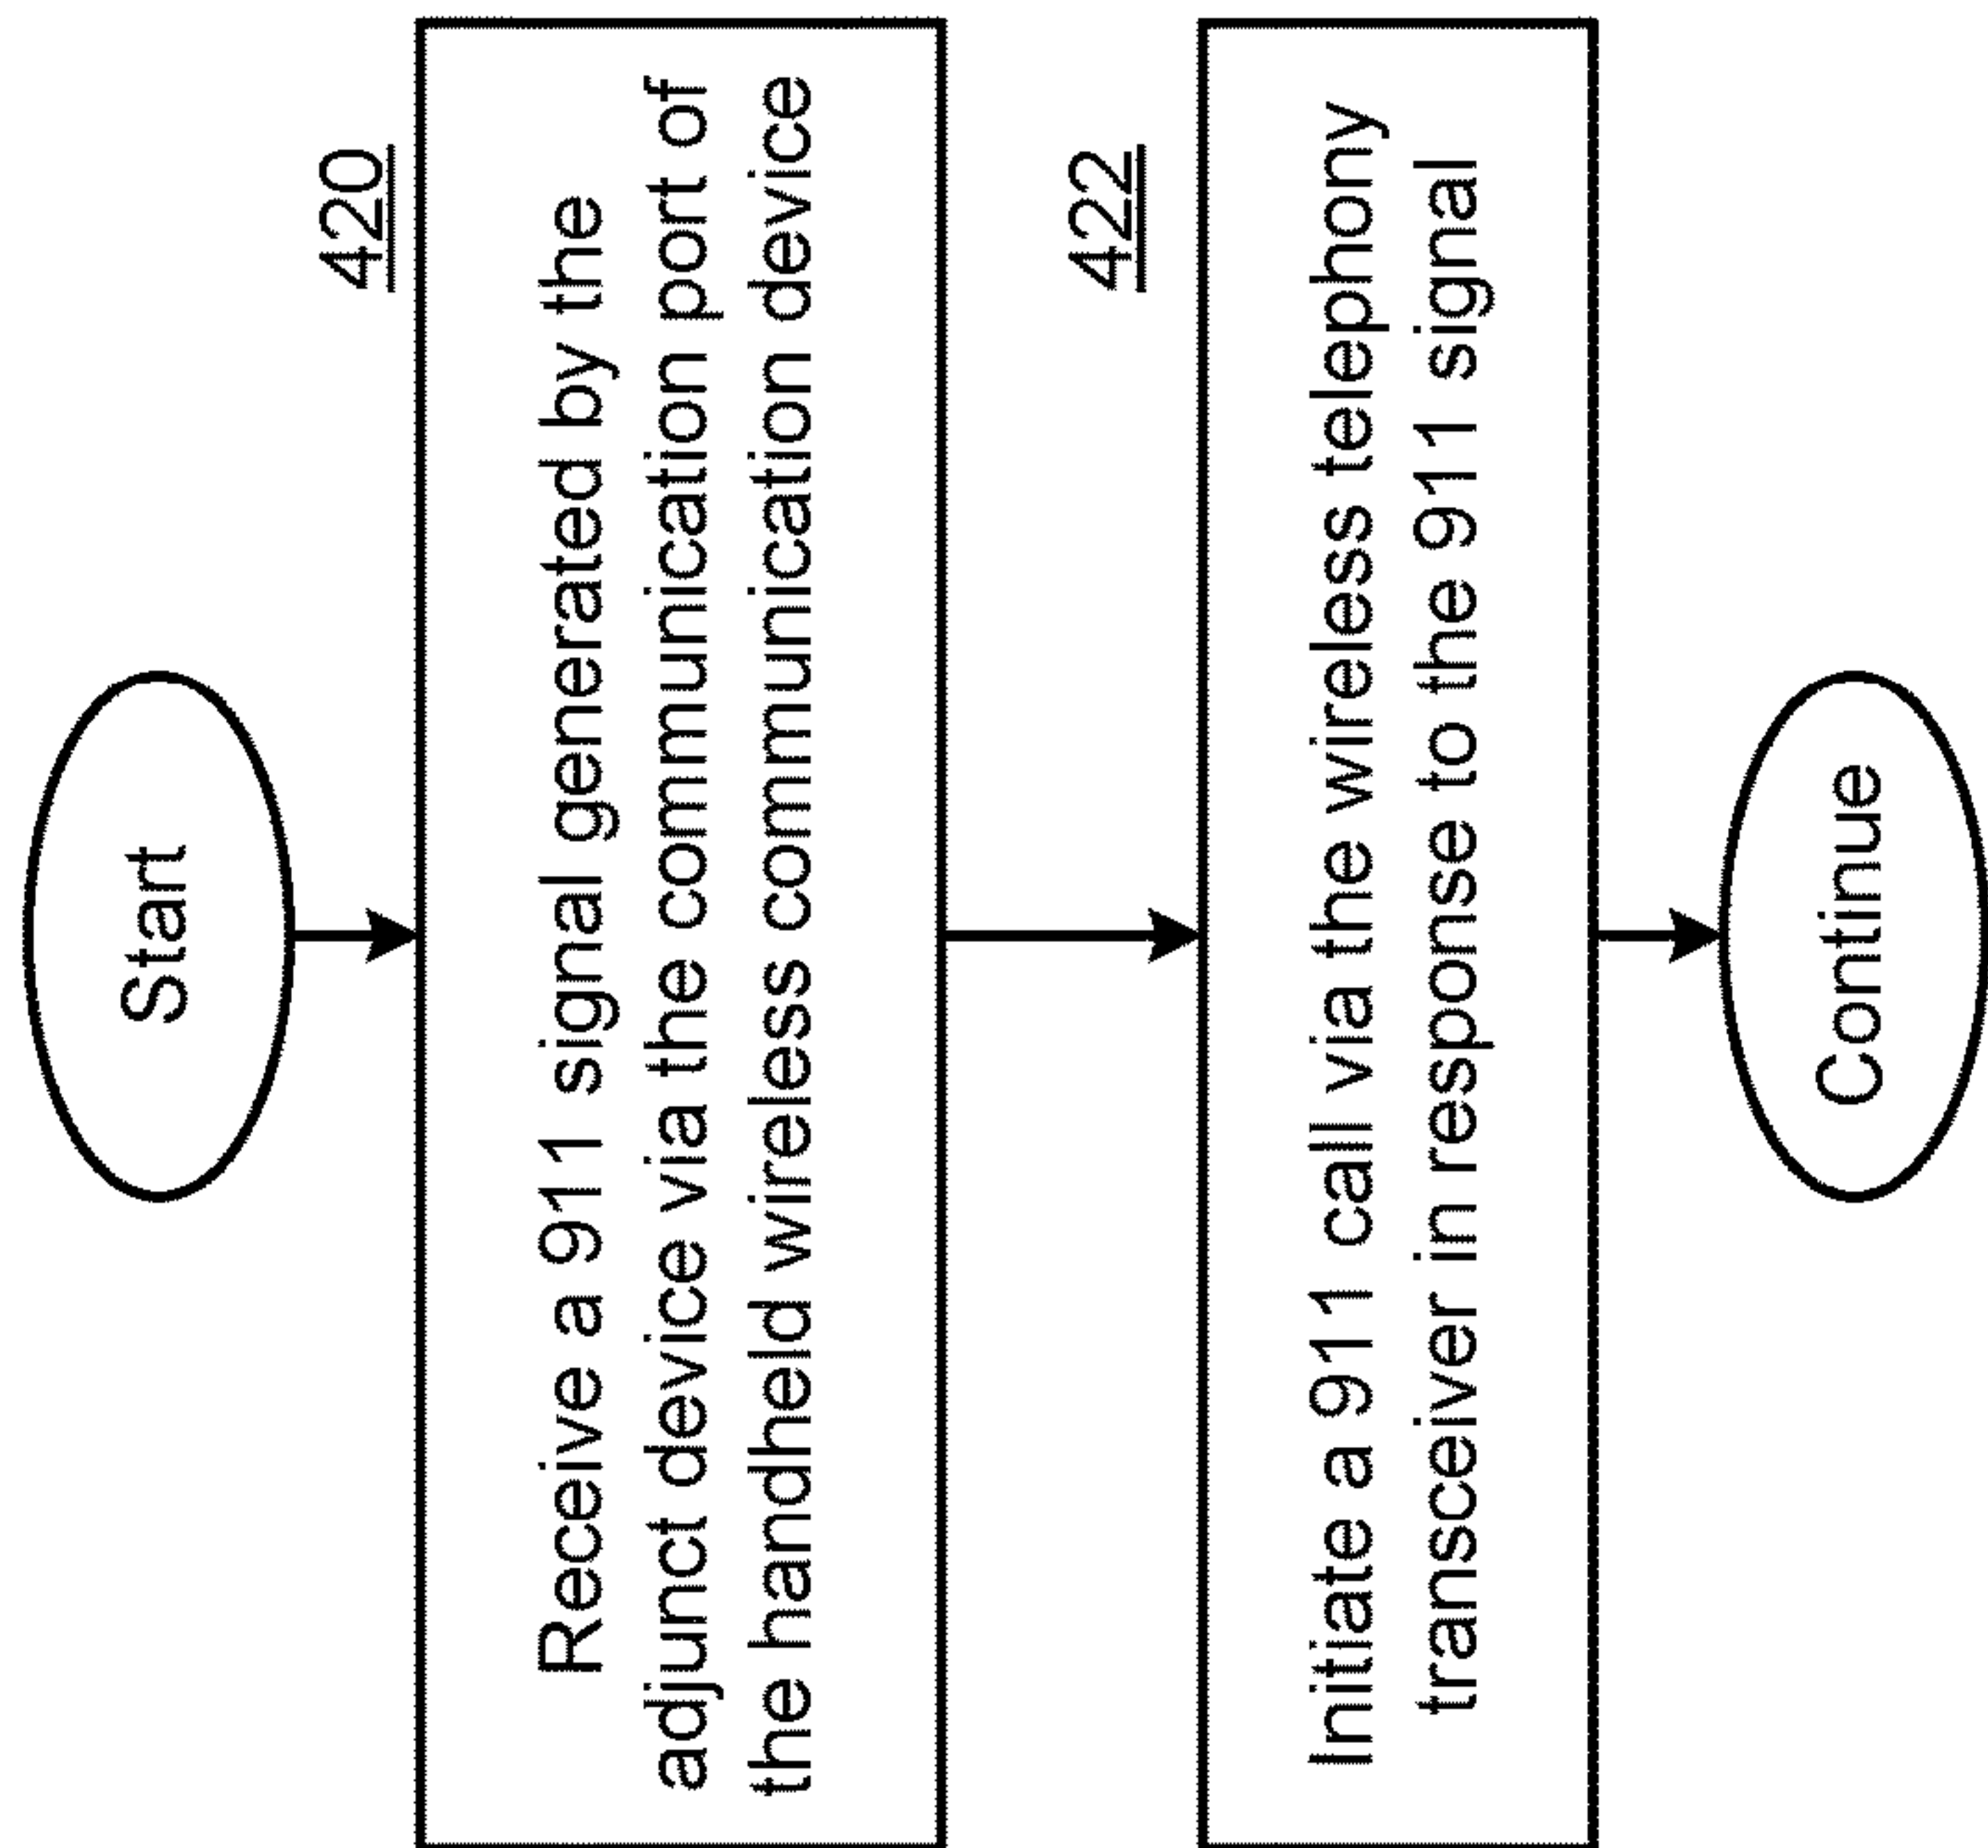 Start
420
Receive a 911 signal generated by the
adjunct device via the communication port of
the handheld wireless communication device
422
Initiate a 911 call via the wireless telephony
transceiver in response to the 911 signal
Continue